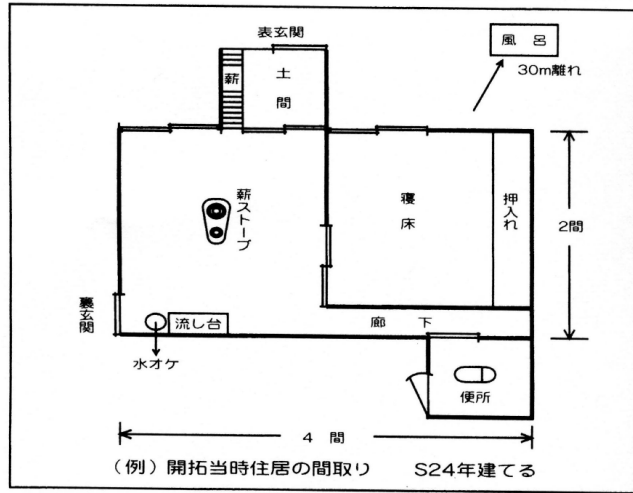 表玄関
風呂
30m離れ
薪
土間
薪ストーブ
寝床
押入れ
2間
裏玄関
流し台
廊下
水オケ
便所
4間
(例)開拓当時住居の間取り S24年建てる